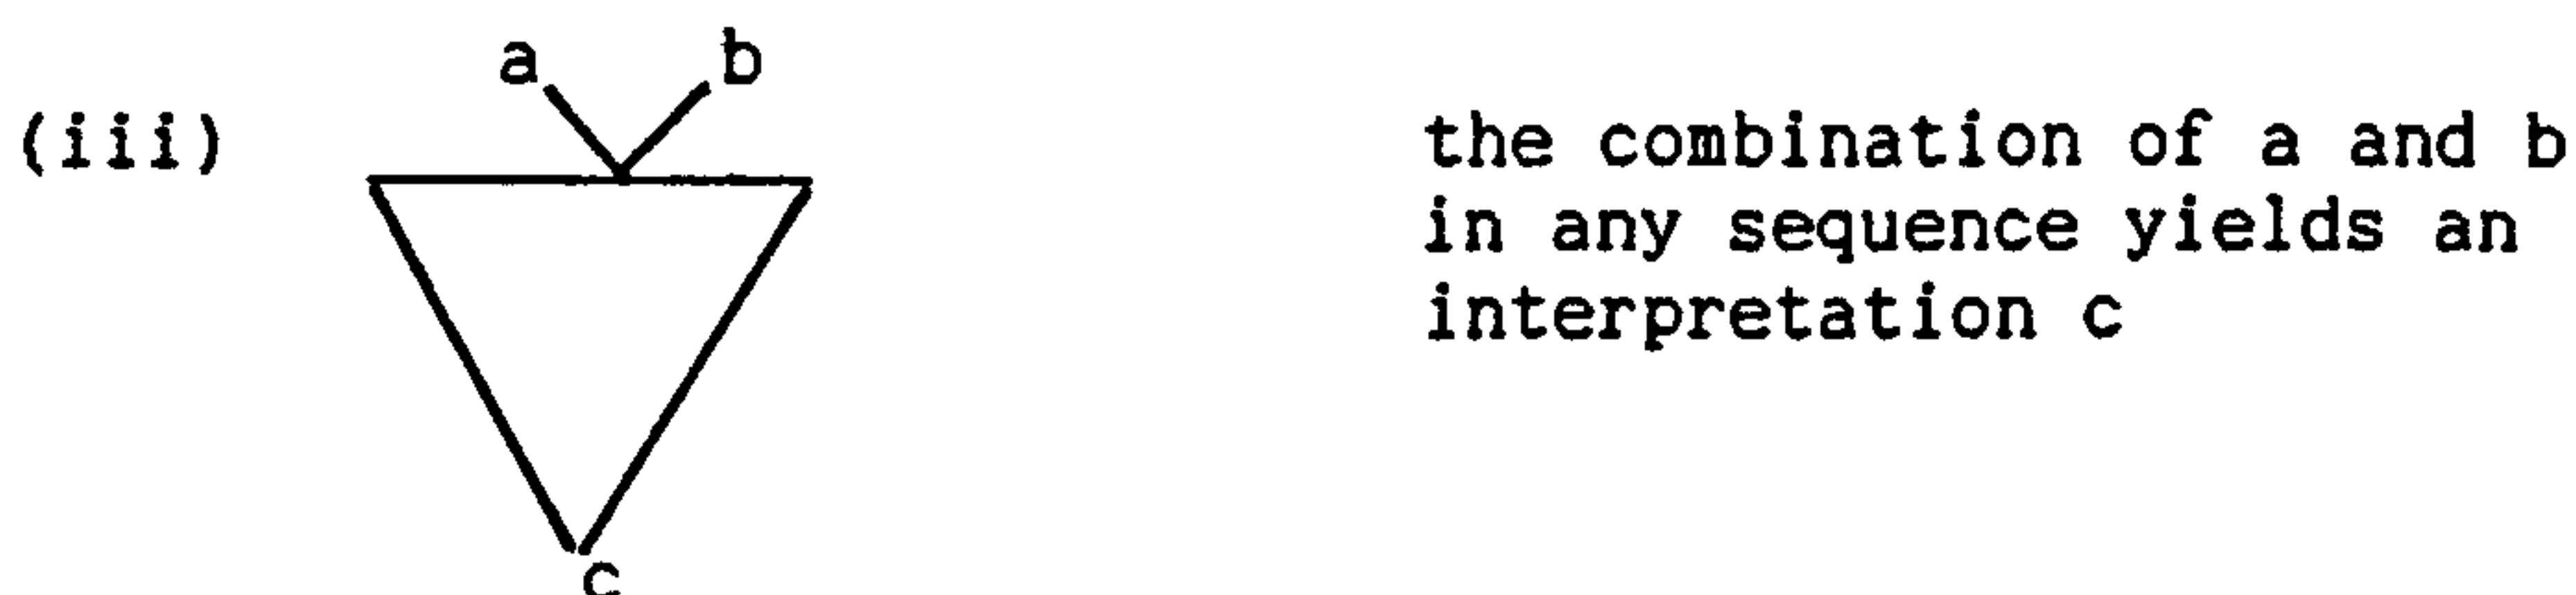 a b
(iii)
the combination of a and b
in any sequence yields an
interpretation c
c